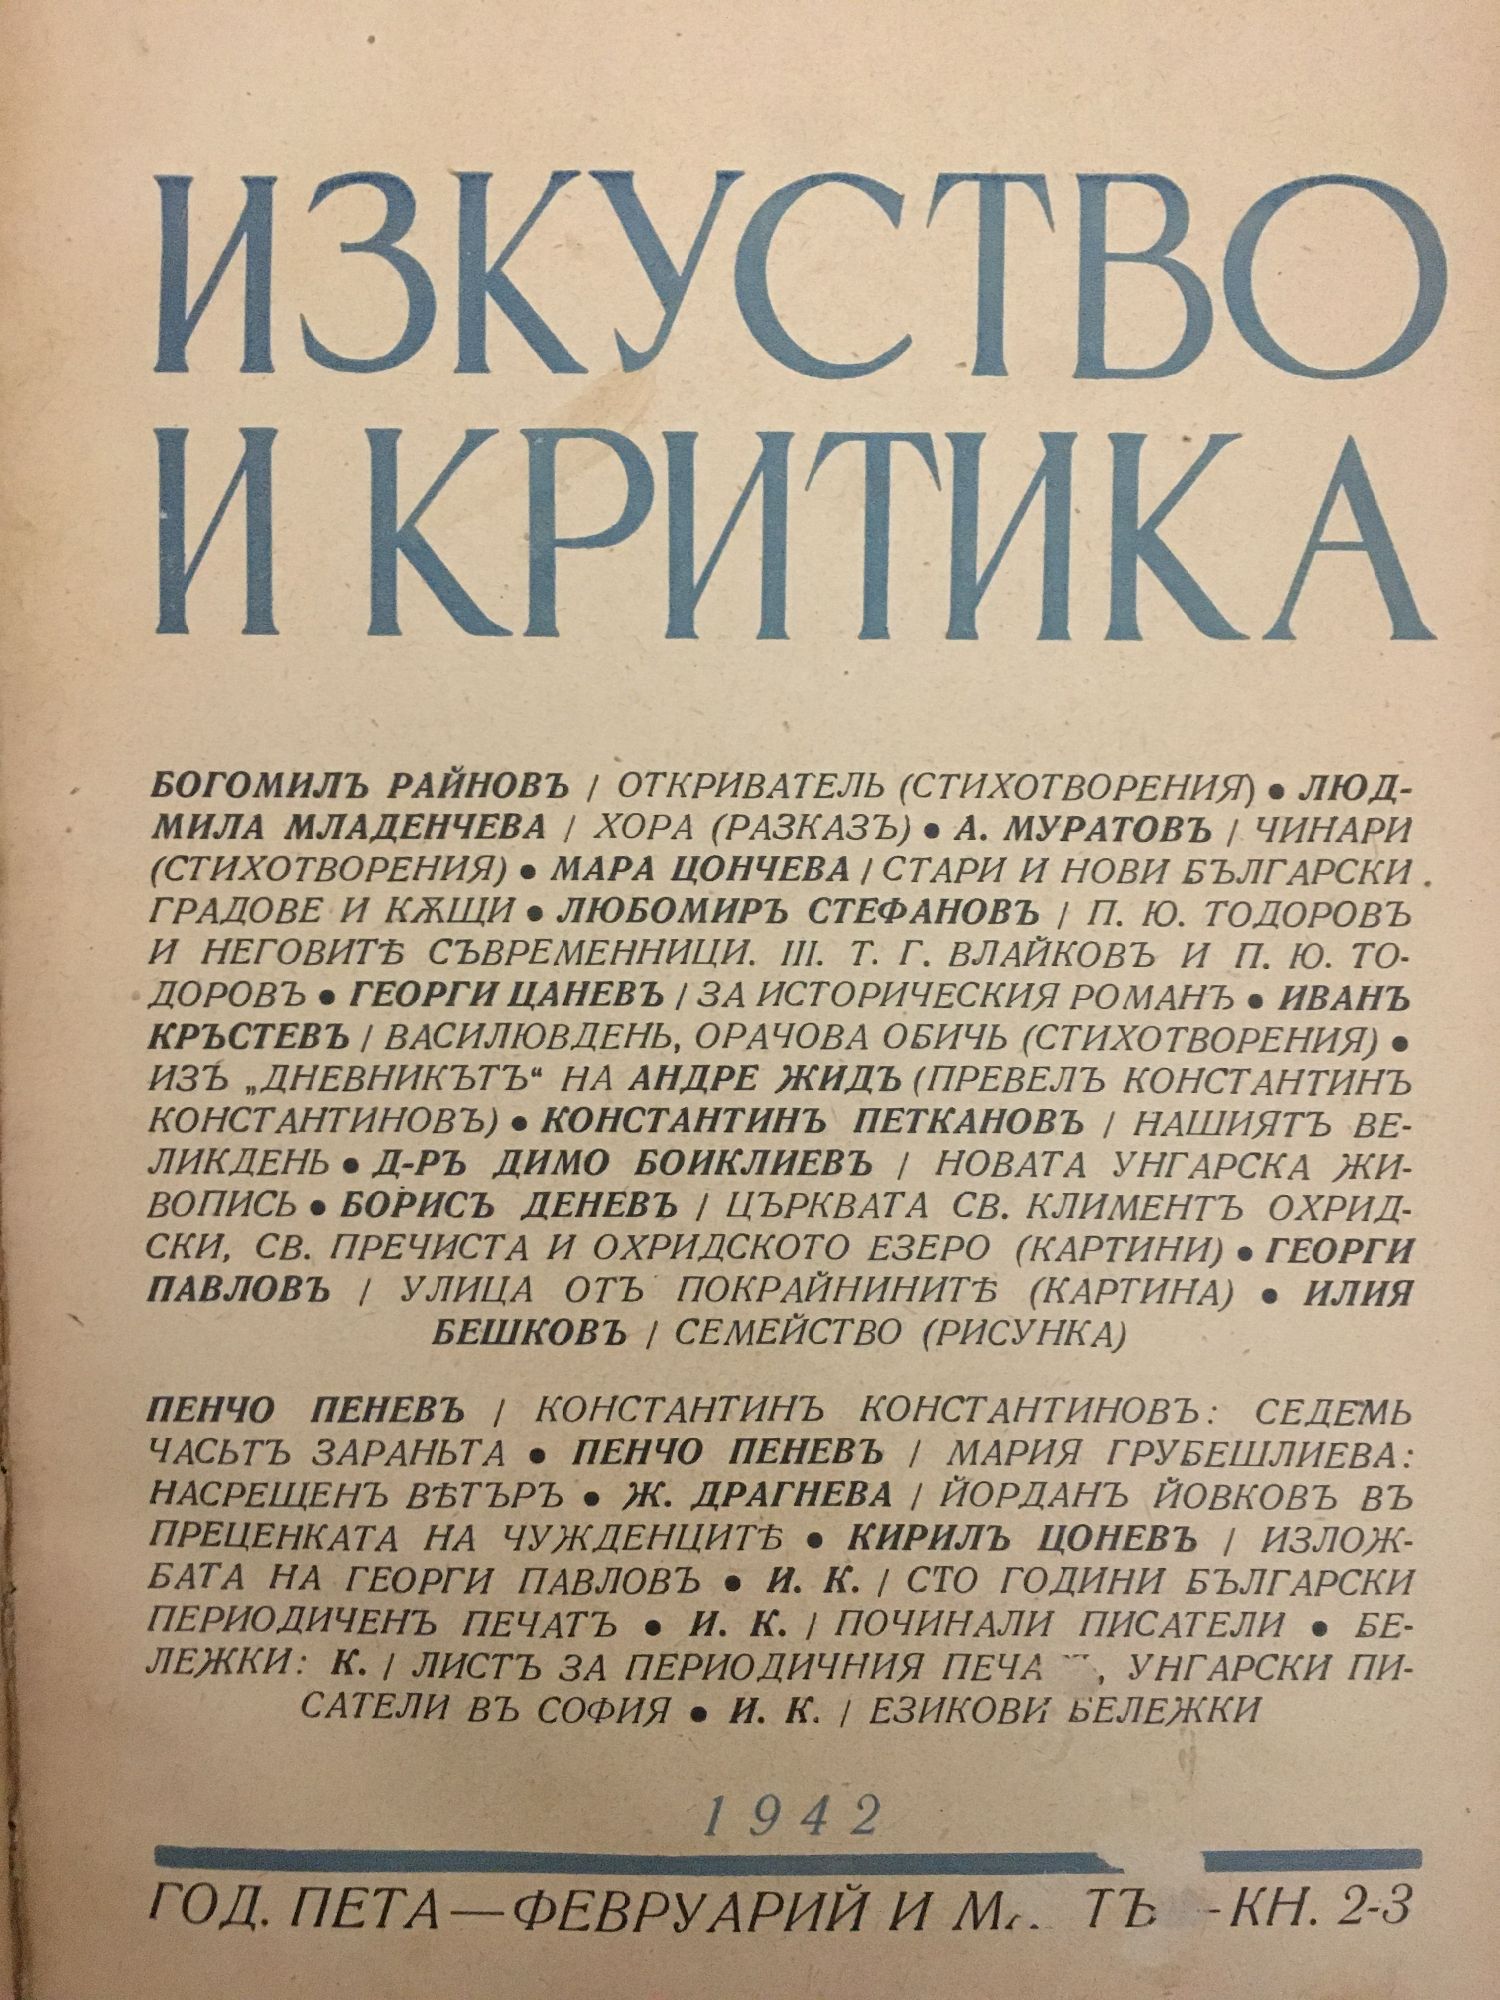 ИЗКУСТВО
И КРИТИКА
БОГОМИЛЪ РАЙНОВЪ / ОТКРИВАТЕЛЬ (СТИХОТВОРЕНИЯ) • ЛЮД-
МИЛА МЛАДЕНЧЕВА / ХОРА (РАЗКАЗЪ) • А. МУРАТОВЪ / ЧИНАРИ
(СТИХОТВОРЕНИЯ) • МАРА ЦОНЧЕВА / СТАРИ И НОВИ БЪЛГАРСКИ
ГРАДОВЕ И КѪЩИ • ЛЮБОМИРЪ СТЕФАНОВЪ / П. Ю. ТОДОРОВЪ
И НЕГОВИТѢ СЪВРЕМЕННИЦИ. III. Т. Г. ВЛАЙКОВЪ И П. Ю. ТО-
ДОРОВЪ • ГЕОРГИ ЦАНЕВЪ / ЗА ИСТОРИЧЕСКИЯ РОМАНЪ • ИВАНЪ
КРЪСТЕВЪ / ВАСИЛЮВДЕНЬ, ОРАЧОВА ОБИЧЬ (СТИХОТВОРЕНИЯ) •
ИЗЪ „ДНЕВНИКЪТЪ“ НА АНДРЕ ЖИДЪ (ПРЕВЕЛЪ КОНСТАНТИНЪ
КОНСТАНТИНОВЪ) • КОНСТАНТИНЪ ПЕТКАНОВЪ / НАШИЯТЪ ВЕ-
ЛИКДЕНЬ • Д-РЪ ДИМО БОИКЛИЕВЪ / НОВАТА УНГАРСКА ЖИ-
ВОПИСЬ • БОРИСЪ ДЕНЕВЪ / ЦЪРКВАТА СВ. КЛИМЕНТЪ ОХРИД-
СКИ, СВ. ПРЕЧИСТА И ОХРИДСКОТО ЕЗЕРО (КАРТИНИ) • ГЕОРГИ
ПАВЛОВЪ / УЛИЦА ОТЪ ПОКРАЙНИНИТѢ (КАРТИНА) • ИЛИЯ
БЕШКОВЪ / СЕМЕЙСТВО (РИСУНКА)
ПЕНЧО ПЕНЕВЪ / КОНСТАНТИНЪ КОНСТАНТИНОВЪ: СЕДЕМЬ
ЧАСЬТЪ ЗАРАНЬТА • ПЕНЧО ПЕНЕВЪ / МАРИЯ ГРУБЕШЛИЕВА:
НАСРЕЩЕНЪ ВѢТЪРЪ • Ж. ДРАГНЕВА / ЙОРДАНЪ ЙОВКОВЪ ВЪ
ПРЕЦЕНКАТА НА ЧУЖДЕНЦИТѢ • КИРИЛЪ ЦОНЕВЪ / ИЗЛОЖ-
БАТА НА ГЕОРГИ ПАВЛОВЪ • И. К. / СТО ГОДИНИ БЪЛГАРСКИ
ПЕРИОДИЧЕНЪ ПЕЧАТЪ • И. К. / ПОЧИНАЛИ ПИСАТЕЛИ • БЕ-
ЛЕЖКИ: К. / ЛИСТЪ ЗА ПЕРИОДИЧНИЯ УНГАРСКИ ПИ-
САТЕЛИ ВЪ СОФИЯ • И. К. / ЕЗИКОВИ БЕЛЕЖКИ
1942
ГОД. ПЕТА — ФЕВРУАРИЙ И - КН. 2-3